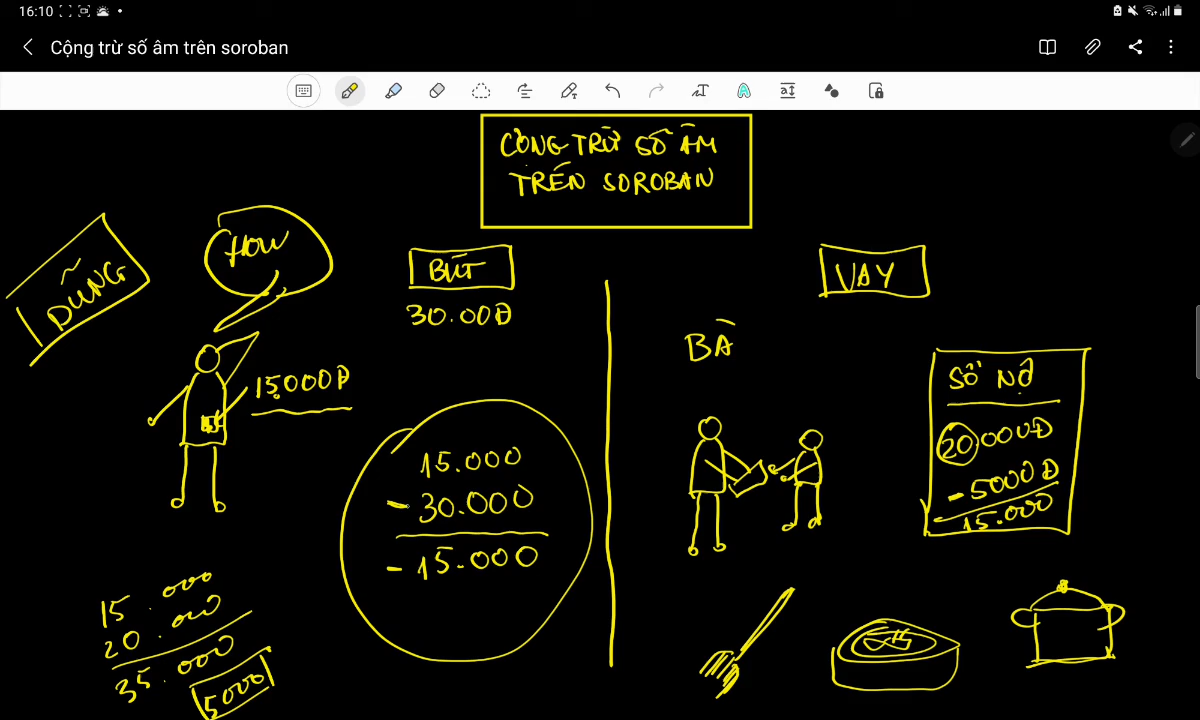 16:10
Cộng trừ số âm trên soroban
CỘNG TRỪ SỐ ÂM
TRÊN SOROBAN
DŨNG
HOW
15.000Đ
BÚT
30.00Đ
15.000
- 30.000
- 15.000
15.000
20.000
35.000
5000
VAY
BÀ
SỔ NỢ
20,000Đ
- 5000Đ
15.000